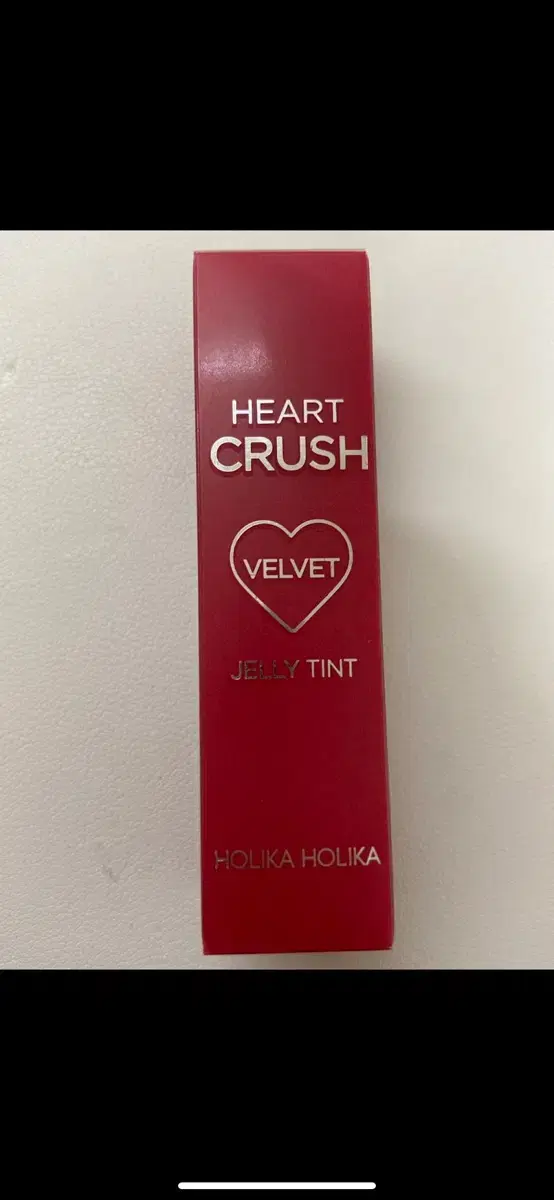 HEART
CRUSH
VELVET
JELLY TINT
HOLIKA HOLIKA